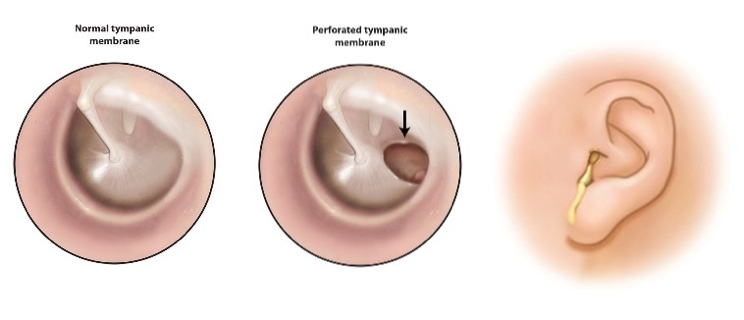 Normal tympanic
membrane
Perforated tympanic
membrane